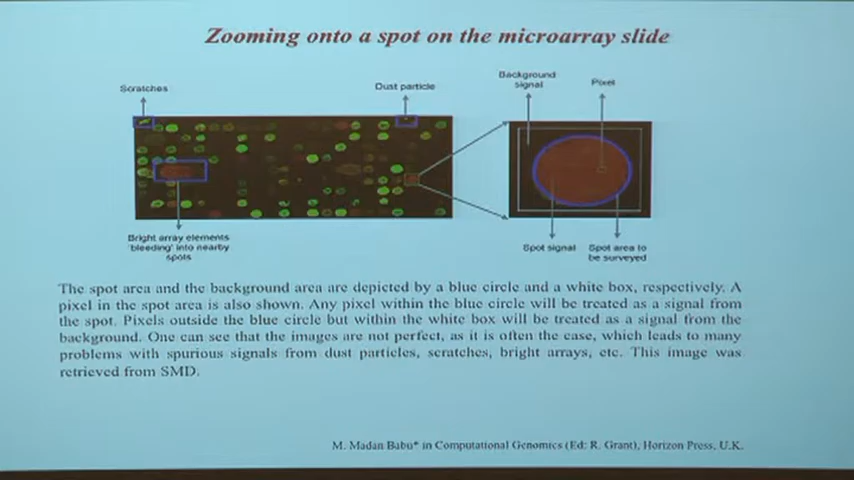 Zooming onto a spot on the microarray slide
Scratches
Dust particle
Background
signal
Pixel
Bright array elements
'bleeding' into nearby
spots
Spot signal
Spot area to
be surveyed
The spot area and the background area are depicted by a blue circle and a white box, respectively. A
pixel in the spot area is also shown. Any pixel within the blue circle will be treated as a signal from
the spot. Pixels outside the blue circle but within the white box will be treated as a signal from the
background. One can see that the images are not perfect, as it is often the case, which leads to many
problems with spurious signals from dust particles, scratches, bright arrays, etc. This image was
retrieved from SMD.
M. Madan Babu* in Computational Genomics (Ed: R. Grant), Horizon Press, U.K.